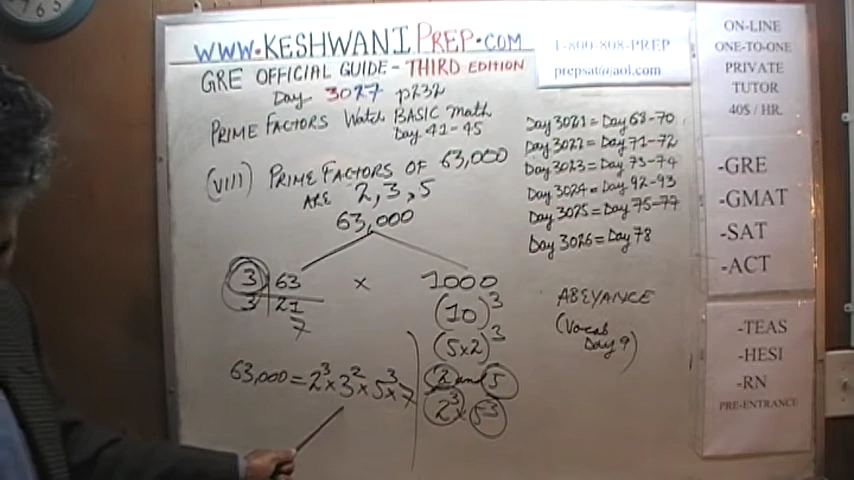 WWW.KESHWANIPREP.COM
GRE OFFICIAL GUIDE - THIRD EDITION
Day 3027 p232
PRIME FACTORS Watch BASIC Math
Day 41-45
(VIII) PRIME FACTORS OF 63,000
ARE 2, 3, 5
63,000
3 63 x 1000
3 21 (10)3
7
(5x2)3
2 and 5
23 x 53
63,000 = 23 x 32 x 53 x 7
1-800-808-PREP
prepsat@aol.com
Day 3021 = Day 68-70
Day 3022 = Day 71-72
Day 3023 = Day 73-74
Day 3024 = Day 92-93
Day 3025 = Day 75-77
Day 3026 = Day 78
ABEYANCE
(Vocab
Day 9)
ON-LINE
ONE-TO-ONE
PRIVATE
TUTOR
40$ / HR.
-GRE
-GMAT
-SAT
-ACT
-TEAS
-HESI
-RN
PRE-ENTRANCE